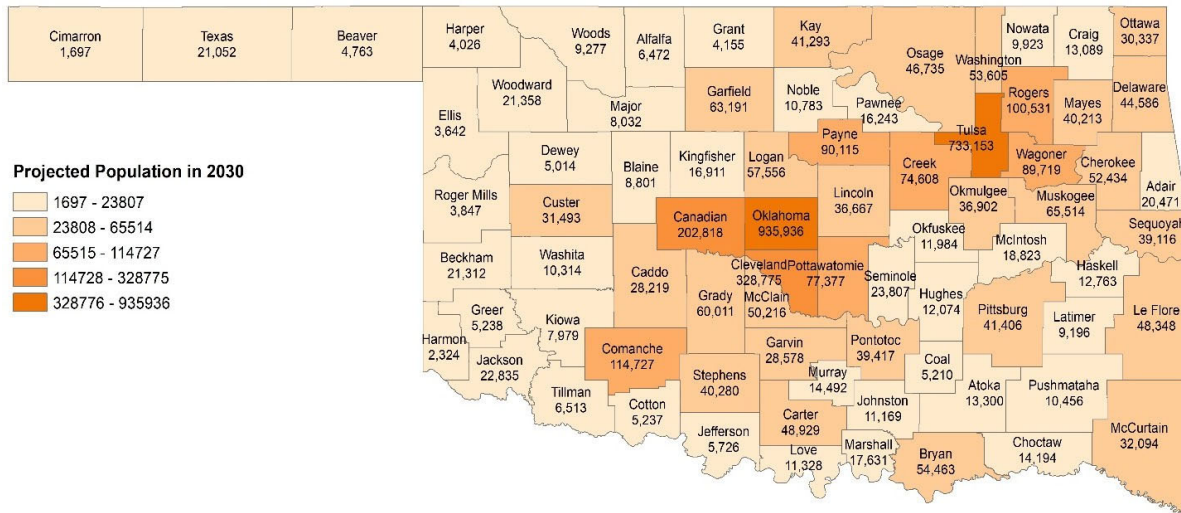 Cimarron
1,697
Texas
21,052
Beaver
4,763
Harper
4,026
Woods
9,277
Alfalfa
6,472
Grant
4,155
Kay
41,293
Osage
46,735
Washington
53,605
Nowata
9,923
Craig
13,089
Ottawa
30,337
Woodward
21,358
Ellis
3,642
Major
8,032
Garfield
63,191
Noble
10,783
Pawnee
16,243
Rogers
100,531
Mayes
40,213
Delaware
44,586
Dewey
5,014
Blaine
8,801
Kingfisher
16,911
Logan
57,556
Payne
90,115
Creek
74,608
Tulsa
733,153
Wagoner
89,719
Cherokee
52,434
Adair
20,471
Projected Population in 2030
1697 - 23807
23808 - 65514
65515 - 114727
114728 - 328775
328776 - 935936
Roger Mills
3,847
Custer
31,493
Canadian
202,818
Oklahoma
935,936
Lincoln
36,667
Okmulgee
36,902
Muskogee
65,514
Sequoyah
39,116
Okfuskee
11,984
McIntosh
18,823
Haskell
12,763
Beckham
21,312
Washita
10,314
Caddo
28,219
Grady
60,011
Cleveland
328,775
McClain
50,216
Pottawatomie
77,377
Seminole
23,807
Hughes
12,074
Pittsburg
41,406
Latimer
9,196
Le Flore
48,348
Greer
5,238
Kiowa
7,979
Harmon
2,324
Jackson
22,835
Comanche
114,727
Stephens
40,280
Garvin
28,578
Pontotoc
39,417
Coal
5,210
Murray
14,492
Atoka
13,300
Pushmataha
10,456
Tillman
6,513
Cotton
5,237
Jefferson
5,726
Carter
48,929
Johnston
11,169
Love
11,328
Marshall
17,631
Bryan
54,463
Choctaw
14,194
McCurtain
32,094